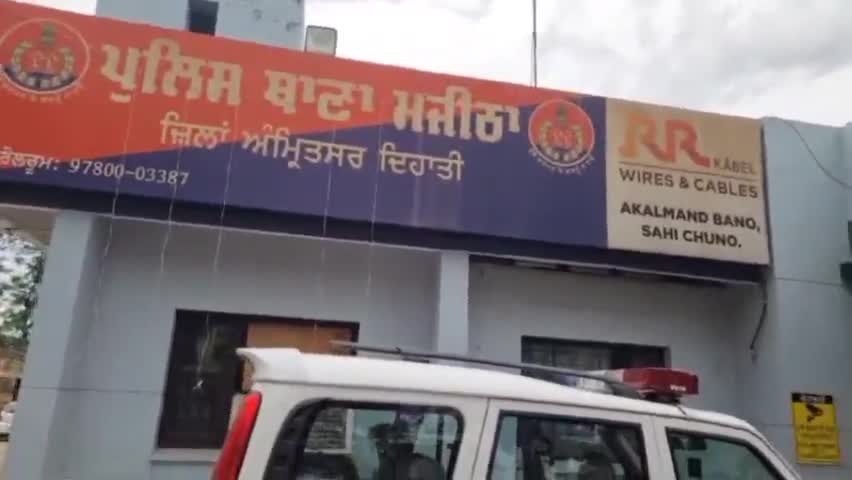 ਪੁਲਿਸ ਥਾਣਾ ਮਜੀਠਾ
ਜ਼ਿਲਾਂ ਅੰਮ੍ਰਿਤਸਰ ਦਿਹਾਤੀ
97800-03387
RR KABEL
WIRES & CABLES
AKALMAND BANO,
SAHI CHUNO.